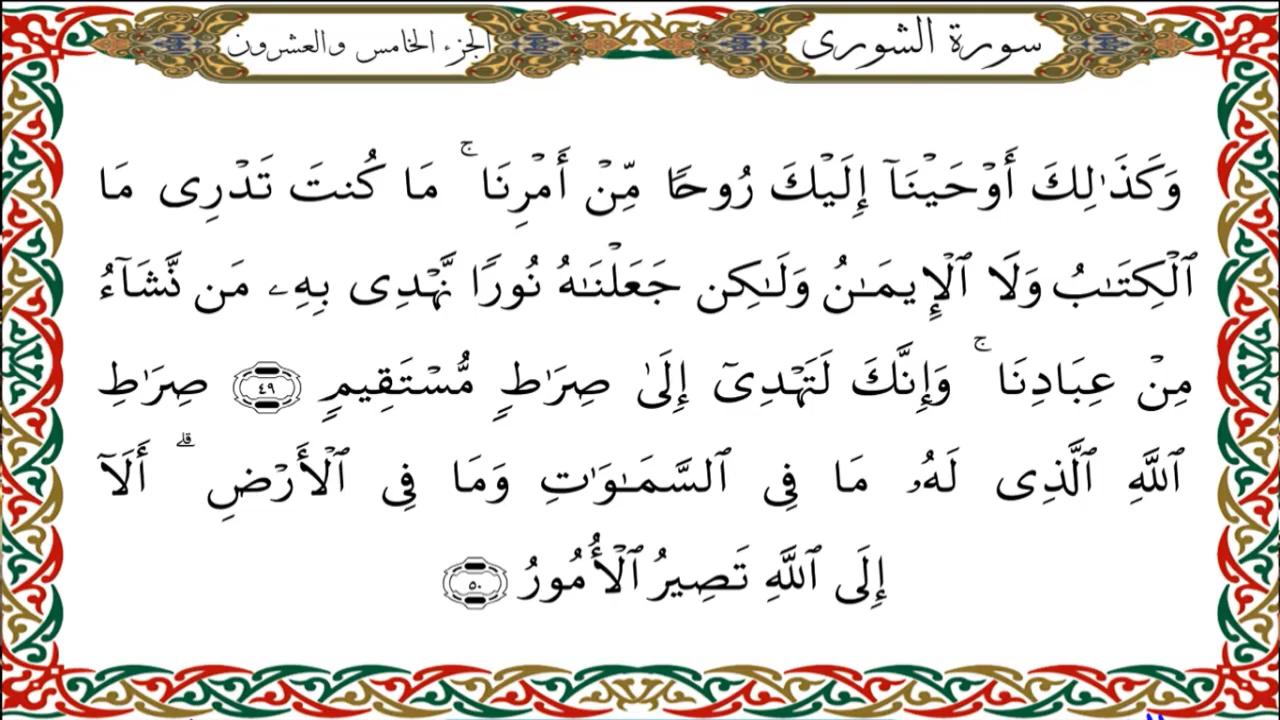 سورة الشورى
الجزء الخامس والعشرون
وَكَذَٰلِكَ أَوْحَيْنَآ إِلَيْكَ رُوحًا مِّنْ أَمْرِنَا ۚ مَا كُنتَ تَدْرِى مَا
ٱلْكِتَـٰبُ وَلَا ٱلْإِيمَـٰنُ وَلَـٰكِن جَعَلْنَـٰهُ نُورًا نَّهْدِى بِهِۦ مَن نَّشَآءُ
مِنْ عِبَادِنَا ۚ وَإِنَّكَ لَتَهْدِىٓ إِلَىٰ صِرَٰطٍ مُّسْتَقِيمٍ ٤٩ صِرَٰطِ
ٱللَّهِ ٱلَّذِى لَهُۥ مَا فِى ٱلسَّمَـٰوَٰتِ وَمَا فِى ٱلْأَرْضِ ۗ أَلَآ
إِلَى ٱللَّهِ تَصِيرُ ٱلْأُمُورُ ٥٠